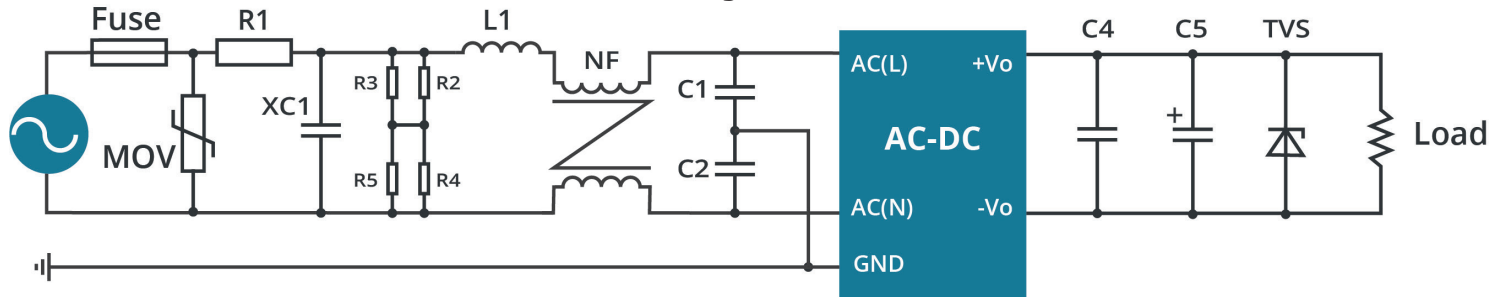 Fuse
R1
L1
NF
MOV
XC1
R3
R2
R5
R4
C1
C2
AC(L)
+Vo
AC-DC
AC(N)
-Vo
GND
C4
C5
TVS
+
Load